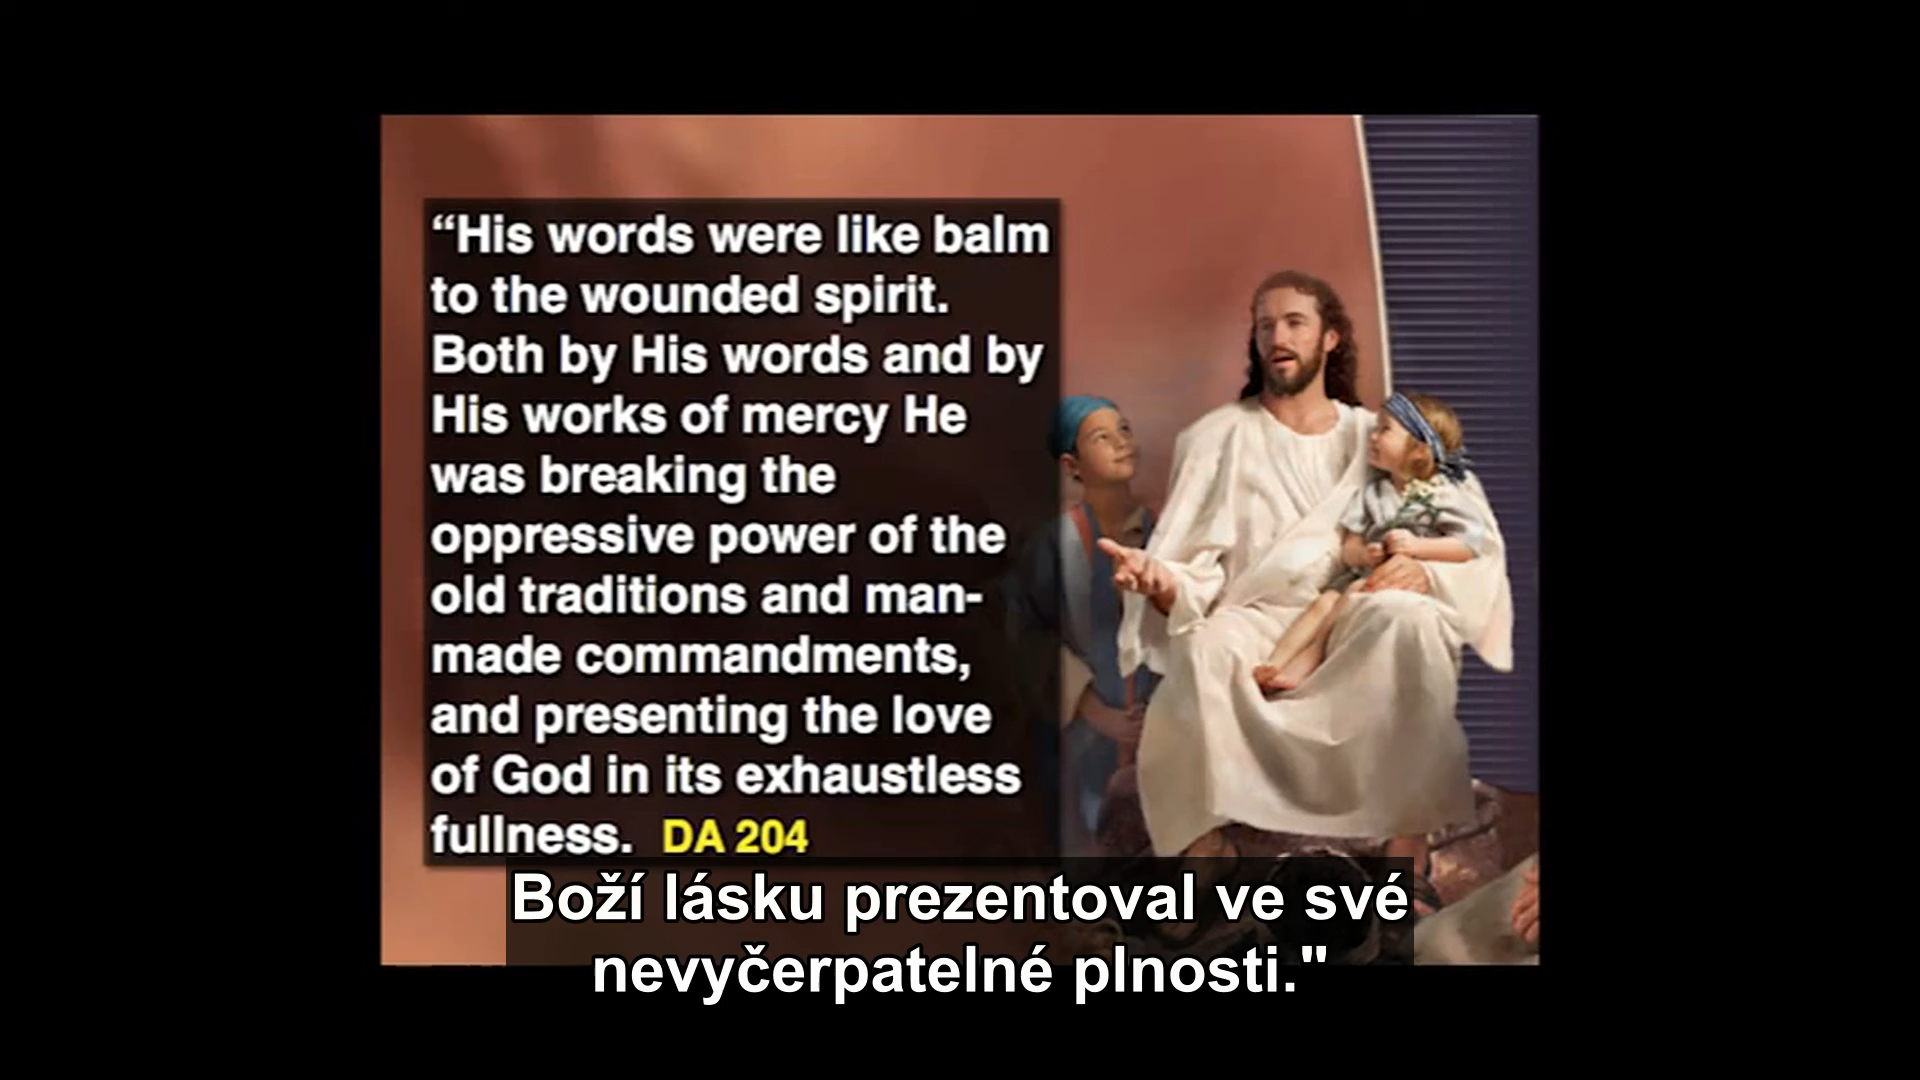 “His words were like balm
to the wounded spirit.
Both by His words and by
His works of mercy He
was breaking the
oppressive power of the
old traditions and man-
made commandments,
and presenting the love
of God in its exhaustless
fullness. DA 204
Boží lásku prezentoval ve své
nevyčerpatelné plnosti."